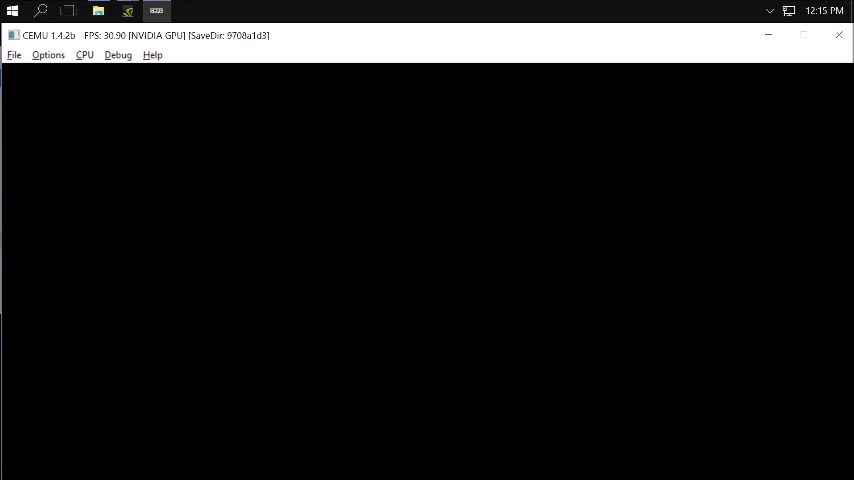 12:15 PM
CEMU 1.4.2b FPS: 30.90 [NVIDIA GPU] [SaveDir: 9708a1d3]
File Options CPU Debug Help